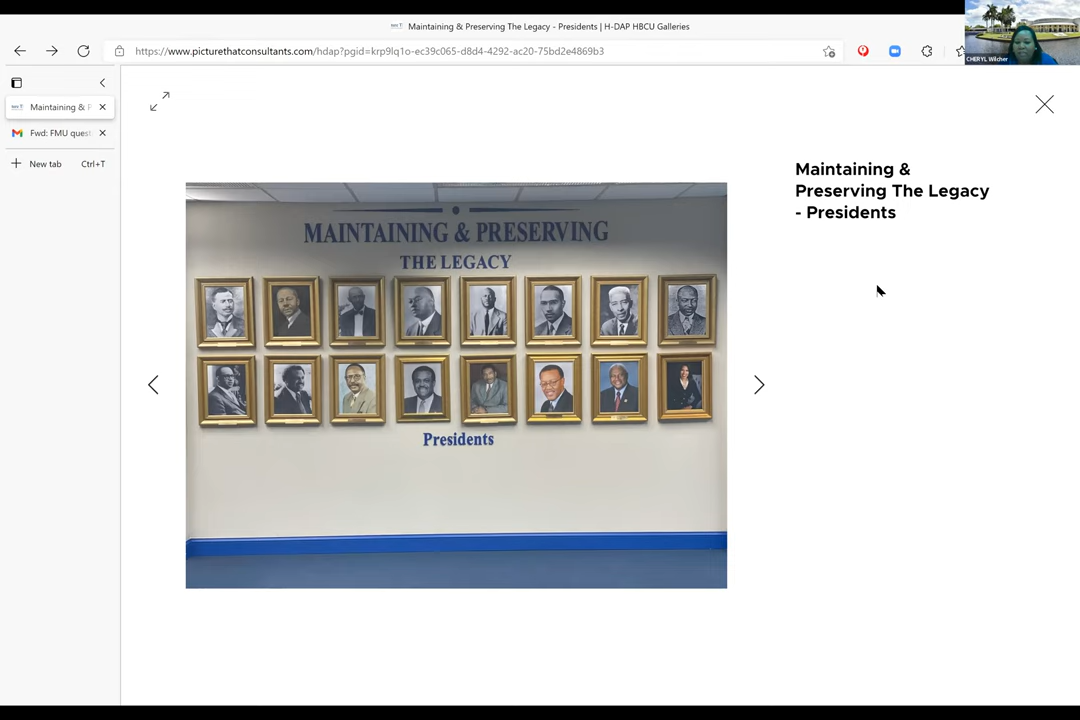 Maintaining & Preserving The Legacy - Presidents | H-DAP HBCU Galleries
https://www.picturethatconsultants.com/hdap?pgid=krp9lq1o-ec39c065-d8d4-4292-ac20-75bd2e4869b3
CHERYL Wilcher
Maintaining & P
Fwd: FMU quest
New tab Ctrl+T
Maintaining &
Preserving The Legacy
- Presidents
MAINTAINING & PRESERVING
THE LEGACY
Presidents